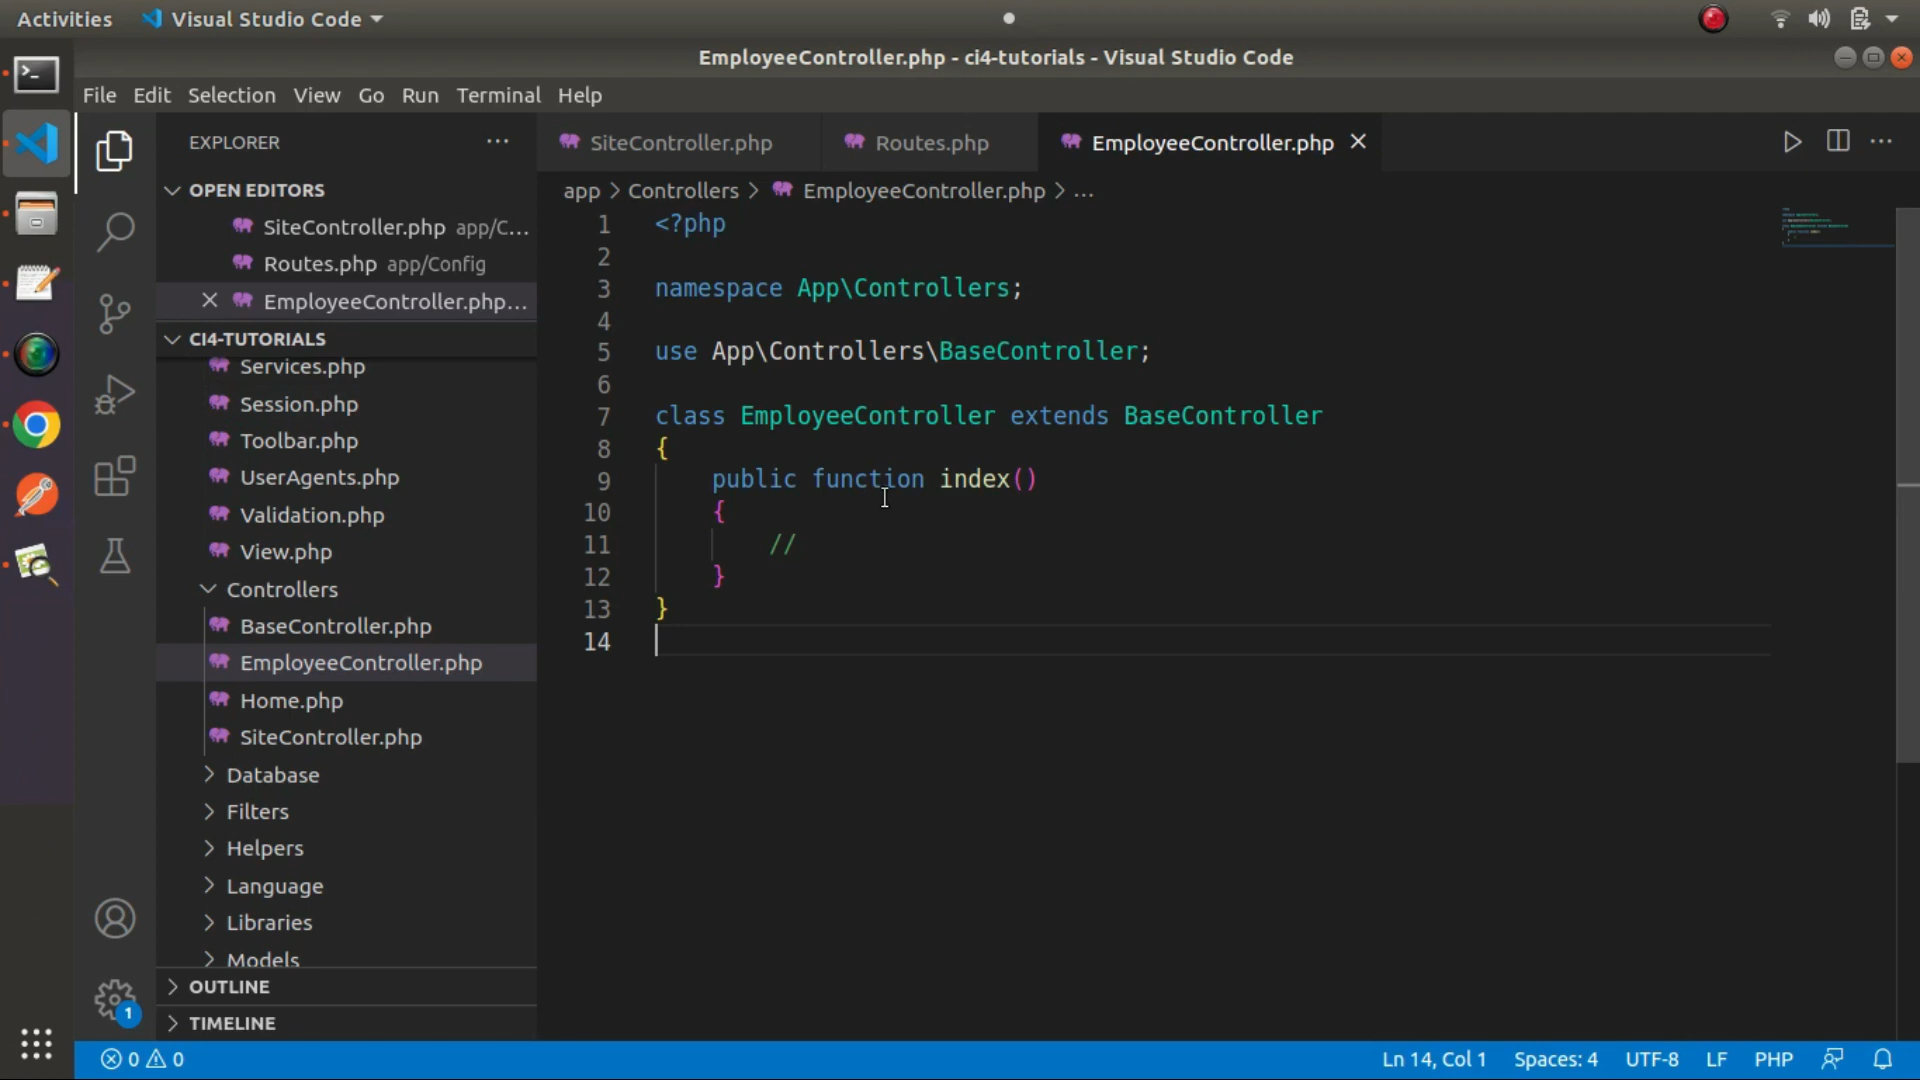 Activities Visual Studio Code
EmployeeController.php - ci4-tutorials - Visual Studio Code
File Edit Selection View Go Run Terminal Help
EXPLORER
OPEN EDITORS
SiteController.php app/C...
Routes.php app/Config
EmployeeController.php...
CI4-TUTORIALS
Services.php
Session.php
Toolbar.php
UserAgents.php
Validation.php
View.php
Controllers
BaseController.php
EmployeeController.php
Home.php
SiteController.php
Database
Filters
Helpers
Language
Libraries
Models
OUTLINE
TIMELINE
1
SiteController.php Routes.php EmployeeController.php
app > Controllers > EmployeeController.php > ...
1 <?php
2
3 namespace App\Controllers;
4
5 use App\Controllers\BaseController;
6
7 class EmployeeController extends BaseController
8 {
9 public function index()
10 {
11 //
12 }
13 }
14
0 0
Ln 14, Col 1 Spaces: 4 UTF-8 LF PHP